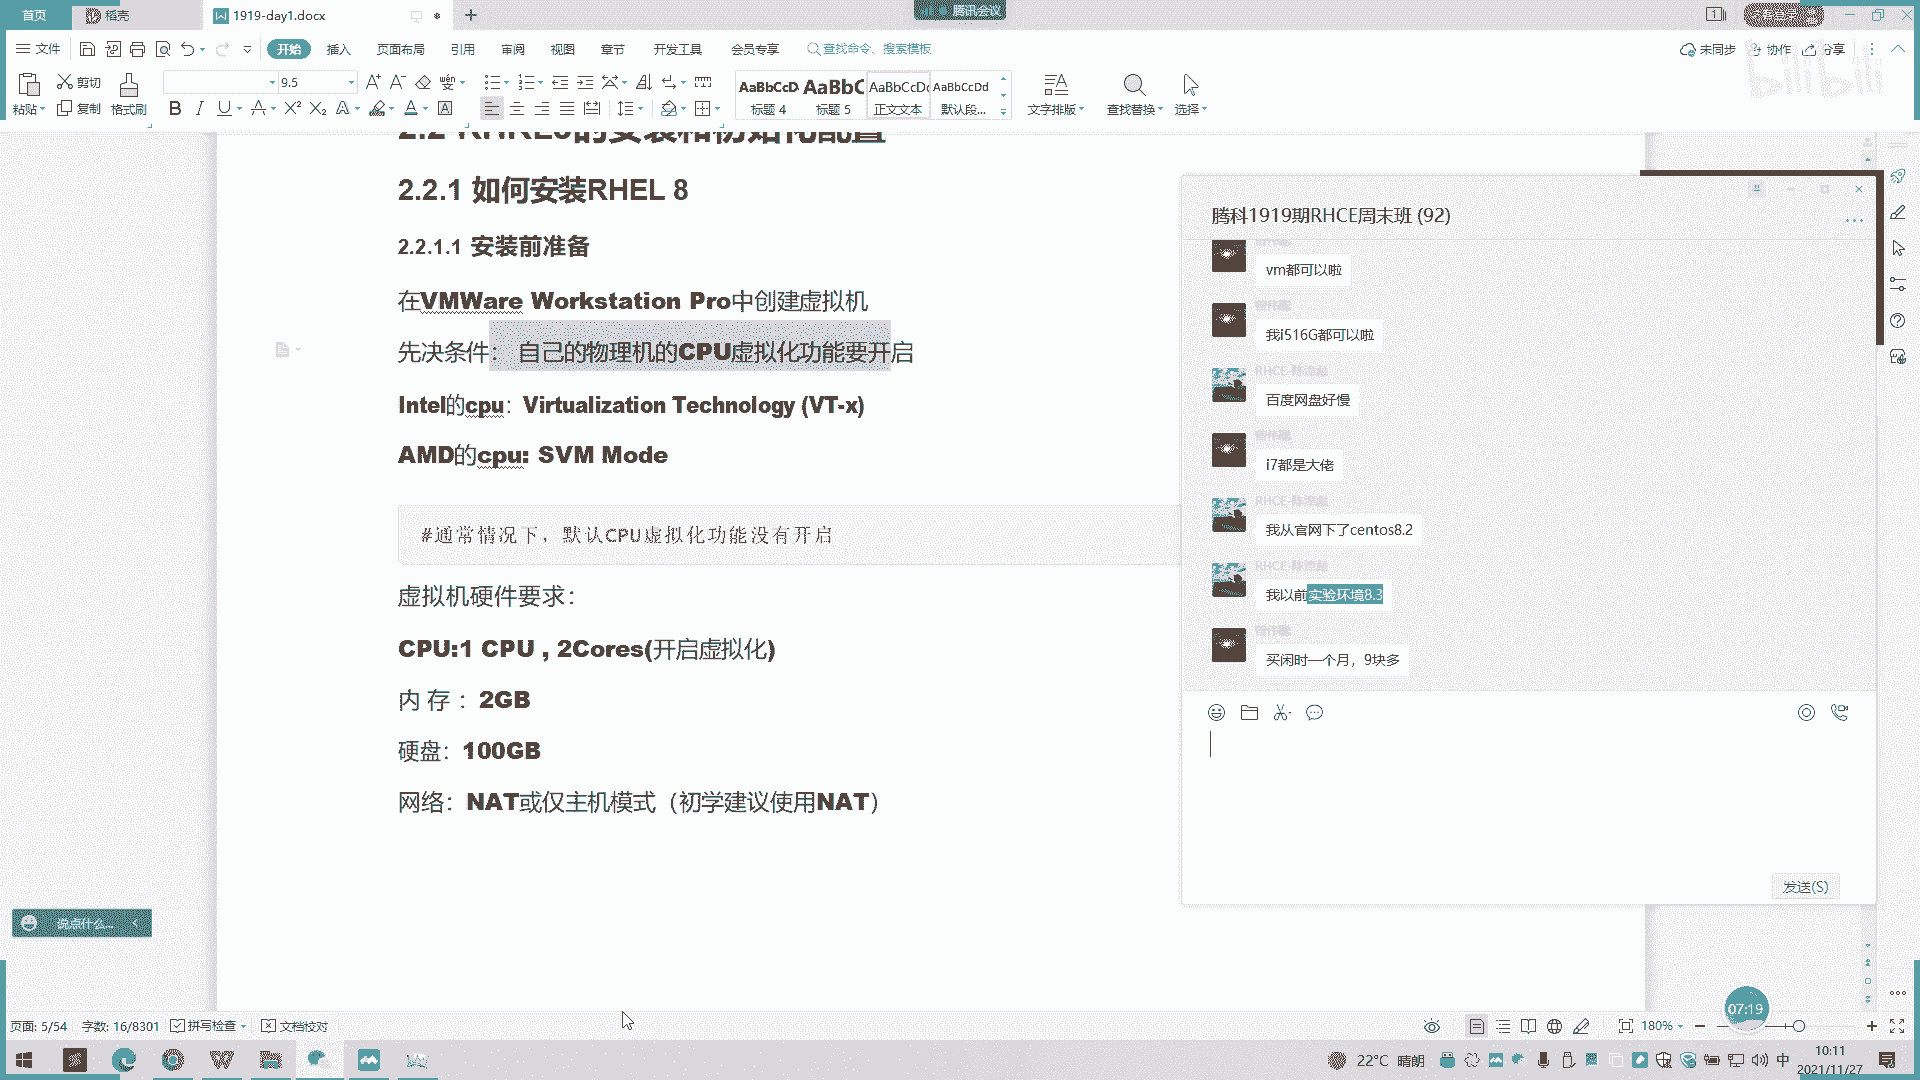 首页
稻壳
1919-day1.docx
腾讯会议
文件
开始
插入
页面布局
引用
审阅
视图
章节
开发工具
会员专享
查找命令、搜索模板
未同步
协作
分享
粘贴
剪切
复制
格式刷
9.5
AaBbCcD
AaBbC
AaBbCcDd
AaBbCcDd
标题 4
标题 5
正文文本
默认段...
文字排版
查找替换
选择
bilibili
2.2 RHEL8的安装和初始化配置
2.2.1 如何安装RHEL 8
2.2.1.1 安装前准备
在VMWare Workstation Pro中创建虚拟机
先决条件： 自己的物理机的CPU虚拟化功能要开启
Intel的cpu：Virtualization Technology (VT-x)
AMD的cpu: SVM Mode
#通常情况下，默认CPU虚拟化功能没有开启
虚拟机硬件要求：
CPU:1 CPU , 2Cores(开启虚拟化)
内 存 ： 2GB
硬盘：100GB
网络：NAT或仅主机模式（初学建议使用NAT）
腾科1919期RHCE周末班 (92)
vm都可以啦
我i516G都可以啦
百度网盘好慢
i7都是大佬
我从官网下了centos8.2
我以前实验环境8.3
买闲时一个月，9块多
发送(S)
说点什么...
07:19
页面: 5/54
字数: 16/8301
拼写检查
文档校对
180%
22°C 晴朗
中
10:11
2021/11/27